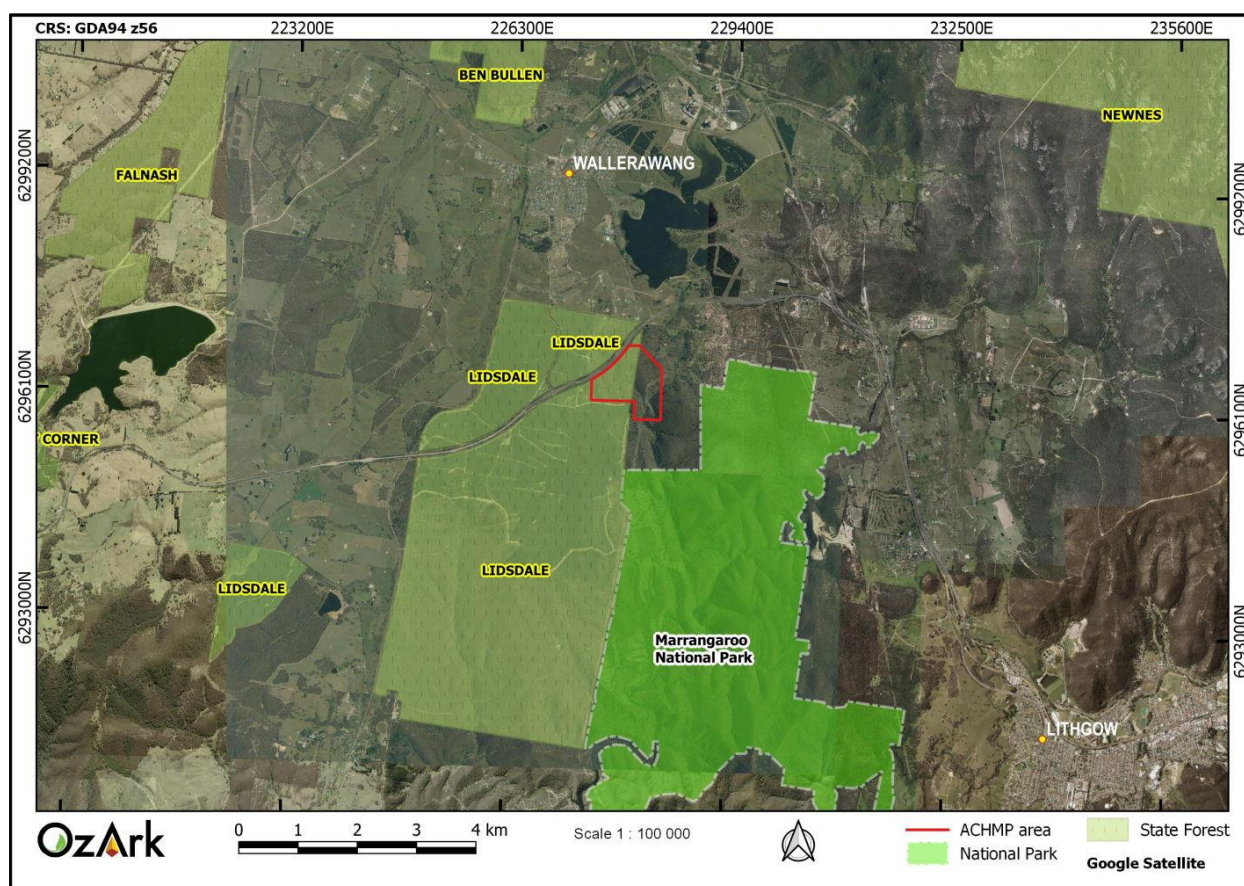 CRS: GDA94 z56
223200E
226300E
229400E
232500E
235600E
BEN BULLEN
NEWNES
6299200N
6299200N
WALLERAWANG
FALNASH
LIDSDALE
LIDSDALE
6296100N
6296100N
CORNER
LIDSDALE
LIDSDALE
6293000N
6293000N
Marrangaroo
National Park
LITHGOW
OzArk
0 1 2 3 4 km
Scale 1 : 100 000
ACHMP area
National Park
State Forest
Google Satellite